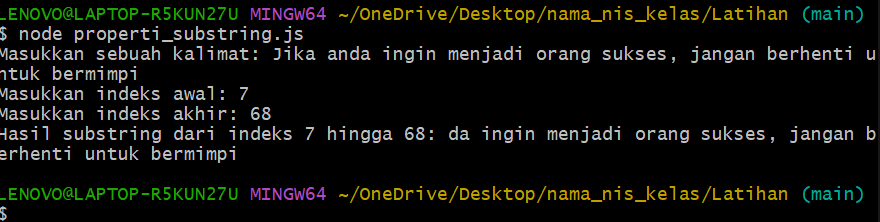 LENOVO@LAPTOP-R5KUN27U MINGW64 ~/OneDrive/Desktop/nama_nis_kelas/Latihan (main)
$ node properti_substring.js
Masukkan sebuah kalimat: Jika anda ingin menjadi orang sukses, jangan berhenti u
ntuk bermimpi
Masukkan indeks awal: 7
Masukkan indeks akhir: 68
Hasil substring dari indeks 7 hingga 68: da ingin menjadi orang sukses, jangan b
erhenti untuk bermimpi
LENOVO@LAPTOP-R5KUN27U MINGW64 ~/OneDrive/Desktop/nama_nis_kelas/Latihan (main)
$